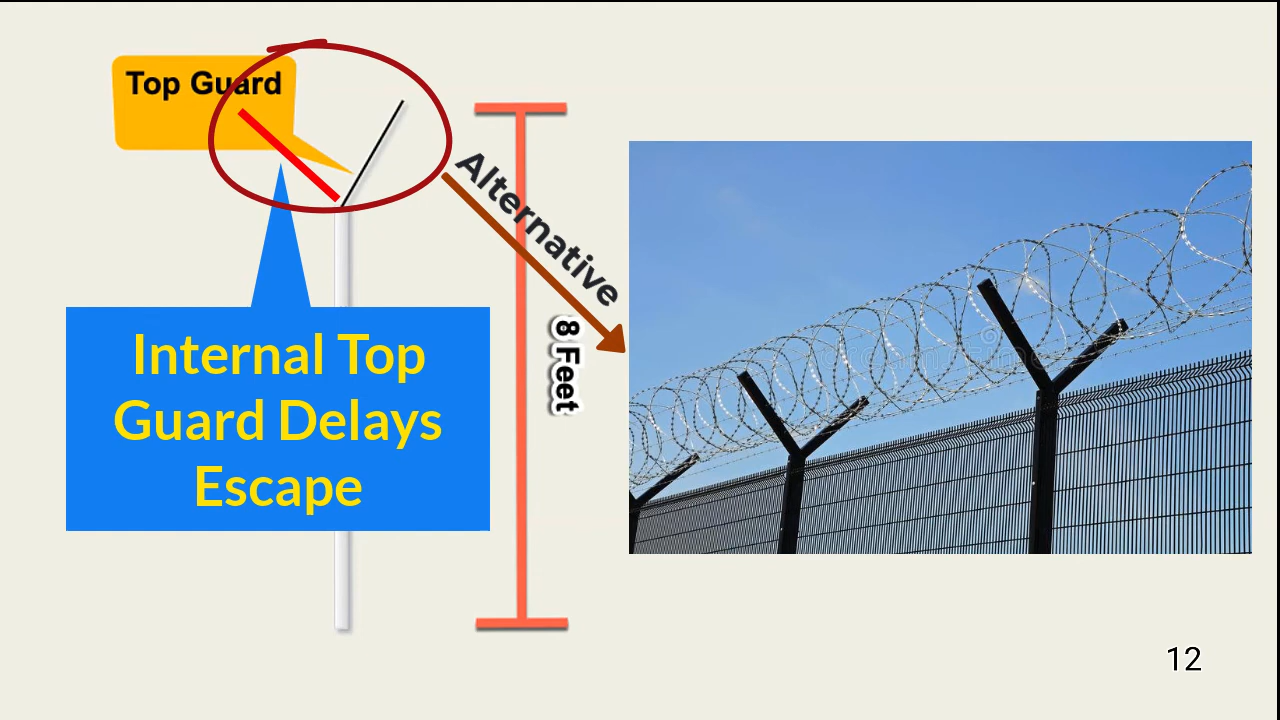 Top Guard
Alternative
8 Feet
Internal Top
Guard Delays
Escape
12